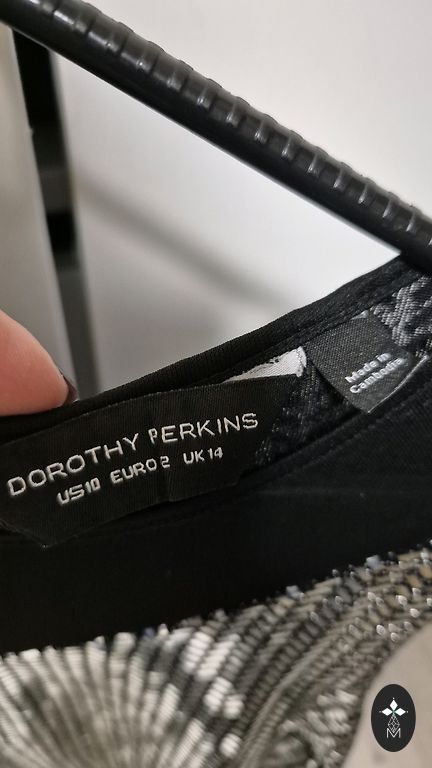 Made in
Cambodia
DOROTHY PERKINS
US10 EURO2 UK14
M